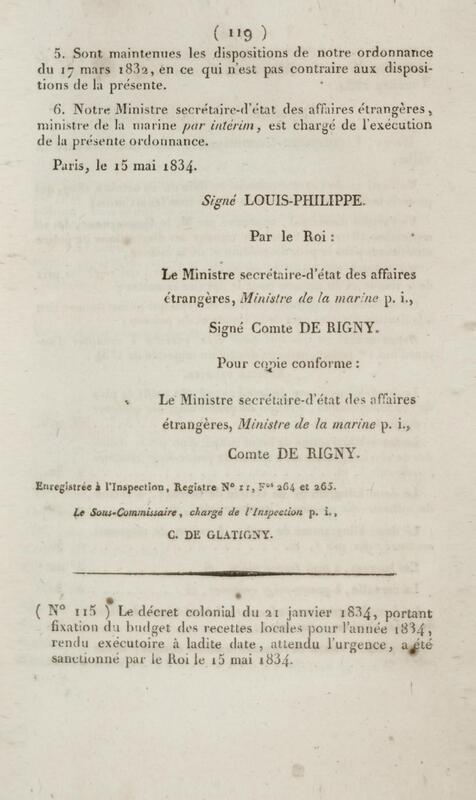 ( 119 )
5. Sont maintenues les dispositions de notre ordonnance
du 17 mars 1832, en ce qui n'est pas contraire aux disposi-
tions de la présente.
6. Notre Ministre secrétaire-d'état des affaires étrangères,
ministre de la marine par intérim, est chargé de l'exécution
de la présente ordonnance.
Paris, le 15 mai 1834.
Signé LOUIS-PHILIPPE.
Par le Roi :
Le Ministre secrétaire-d'état des affaires
étrangères, Ministre de la marine p. i.,
Signé Comte DE RIGNY.
Pour copie conforme :
Le Ministre secrétaire-d'état des affaires
étrangères, Ministre de la marine p. i.,
Comte DE RIGNY.
Enregistrée à l'Inspection, Registre N° 11, Fos 264 et 265.
Le Sous-Commissaire, chargé de l'Inspection p. i.,
C. DE GLATIGNY.
( N° 115 ) Le décret colonial du 21 janvier 1834, portant
fixation du budget des recettes locales pour l'année 1834,
rendu exécutoire à ladite date, attendu l'urgence, a été
sanctionné par le Roi le 15 mai 1834.